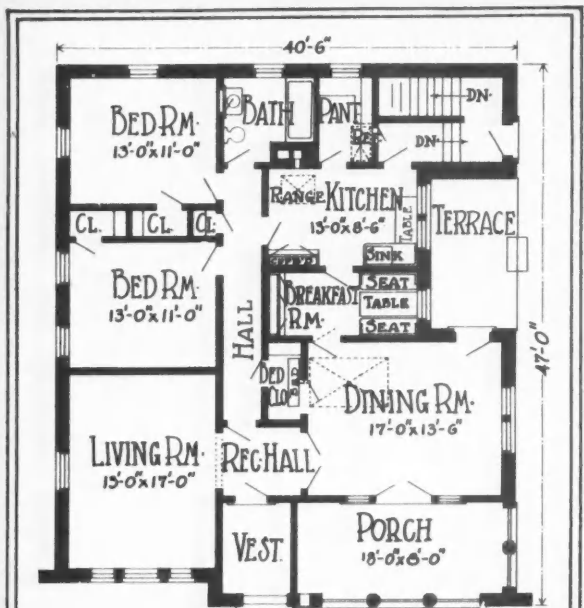 40'-6"
BED RM.
13'-0"x11'-0"
BATH
PANT
REF
DN.
DN.
RANGE
KITCHEN
13'-0"x8'-6"
TABLE
SINK
TERRACE
CL.
CL.
CL.
BED RM.
13'-0"x11'-0"
HALL
BREAKFAST
RM.
SEAT
TABLE
SEAT
47'-0"
BED
CLO
BED
DINING RM.
17'-0"x13'-6"
LIVING RM.
13'-0"x17'-0"
REC. HALL
VEST.
PORCH
18'-0"x8'-0"